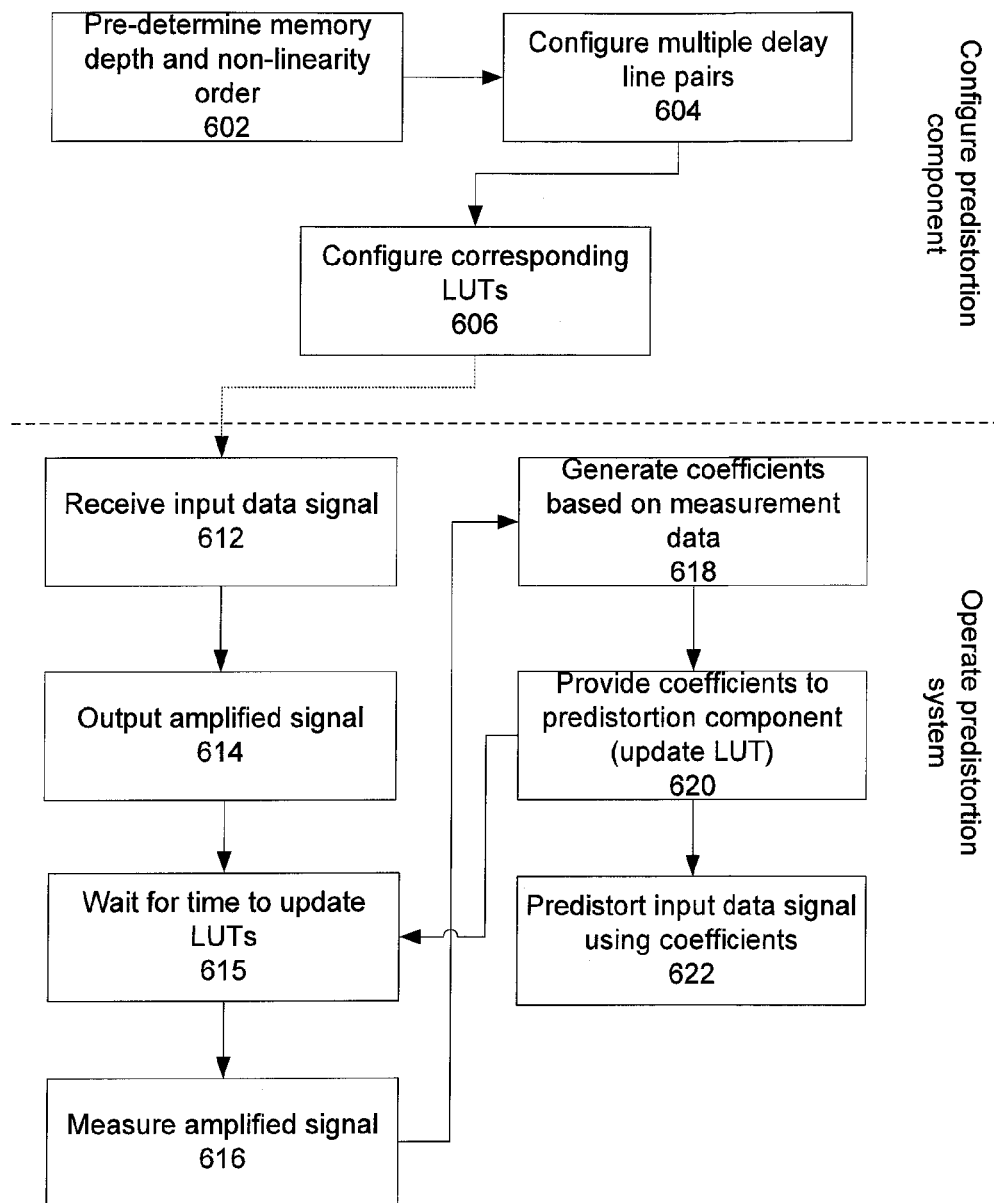 Pre-determine memory
depth and non-linearity
order
602
Configure multiple delay
line pairs
604
Configure corresponding
LUTs
606
Configure predistortion
component
Receive input data signal
612
Output amplified signal
614
Wait for time to update
LUTs
615
Measure amplified signal
616
Generate coefficients
based on measurement
data
618
Provide coefficients to
predistortion component
(update LUT)
620
Predistort input data signal
using coefficients
622
Operate predistortion
system